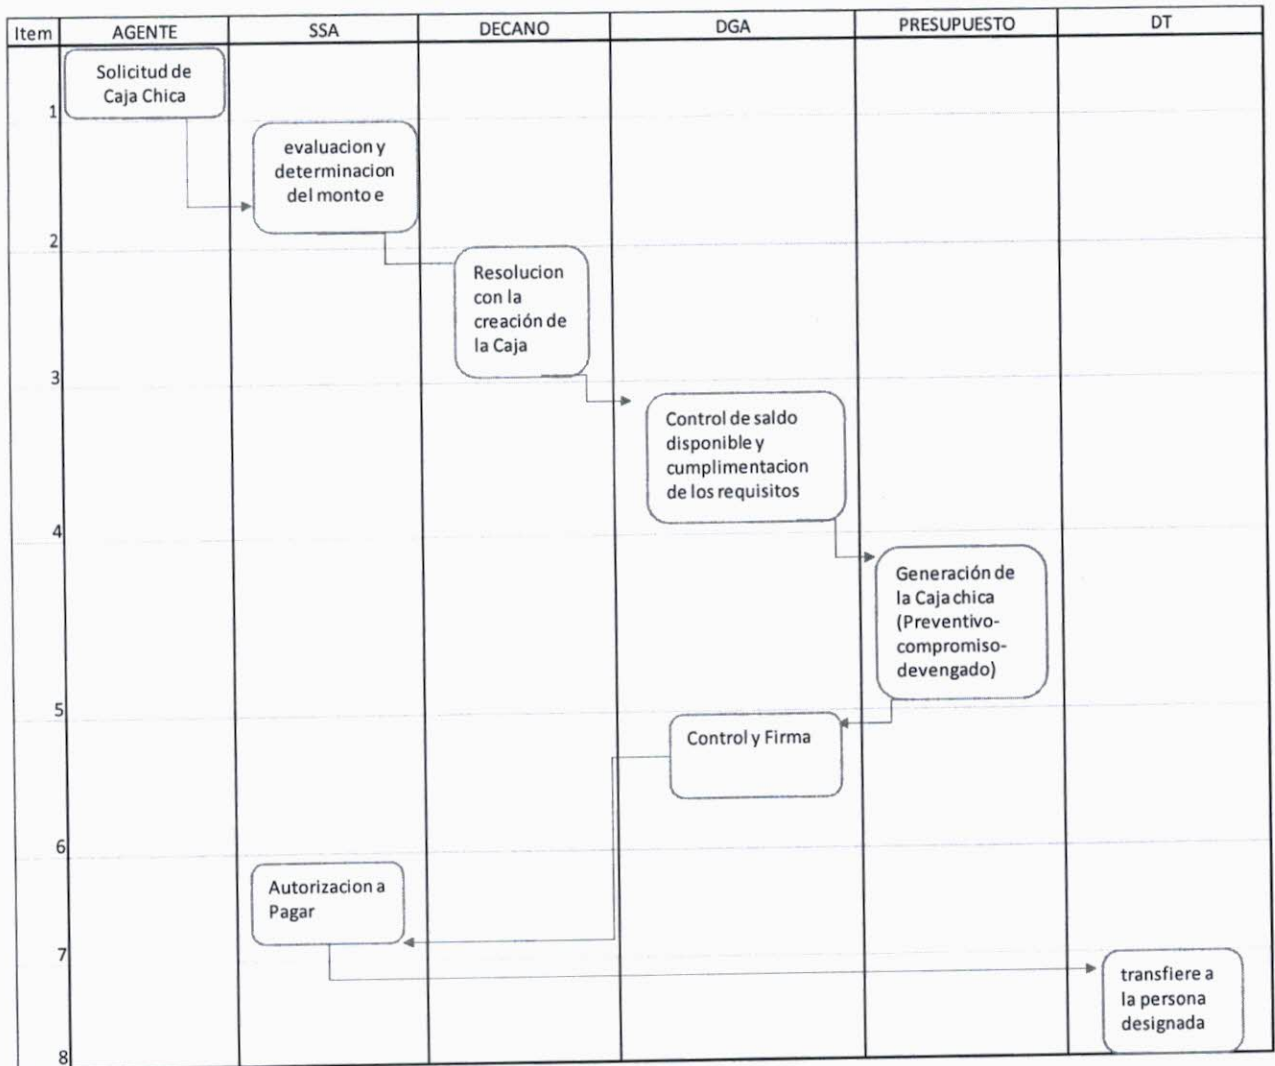 Item AGENTE SSA DECANO DGA PRESUPUESTO DT
Solicitud de
Caja Chica
1
evaluacion y
determinacion
del monto e
2
Resolucion
con la
creación de
la Caja
3
Control de saldo
disponible y
cumplimentacion
de los requisitos
4
Generación de
la Caja chica
(Preventivo-
compromiso-
devengado)
5
Control y Firma
6
Autorizacion a
Pagar
7
transfiere a
la persona
designada
8